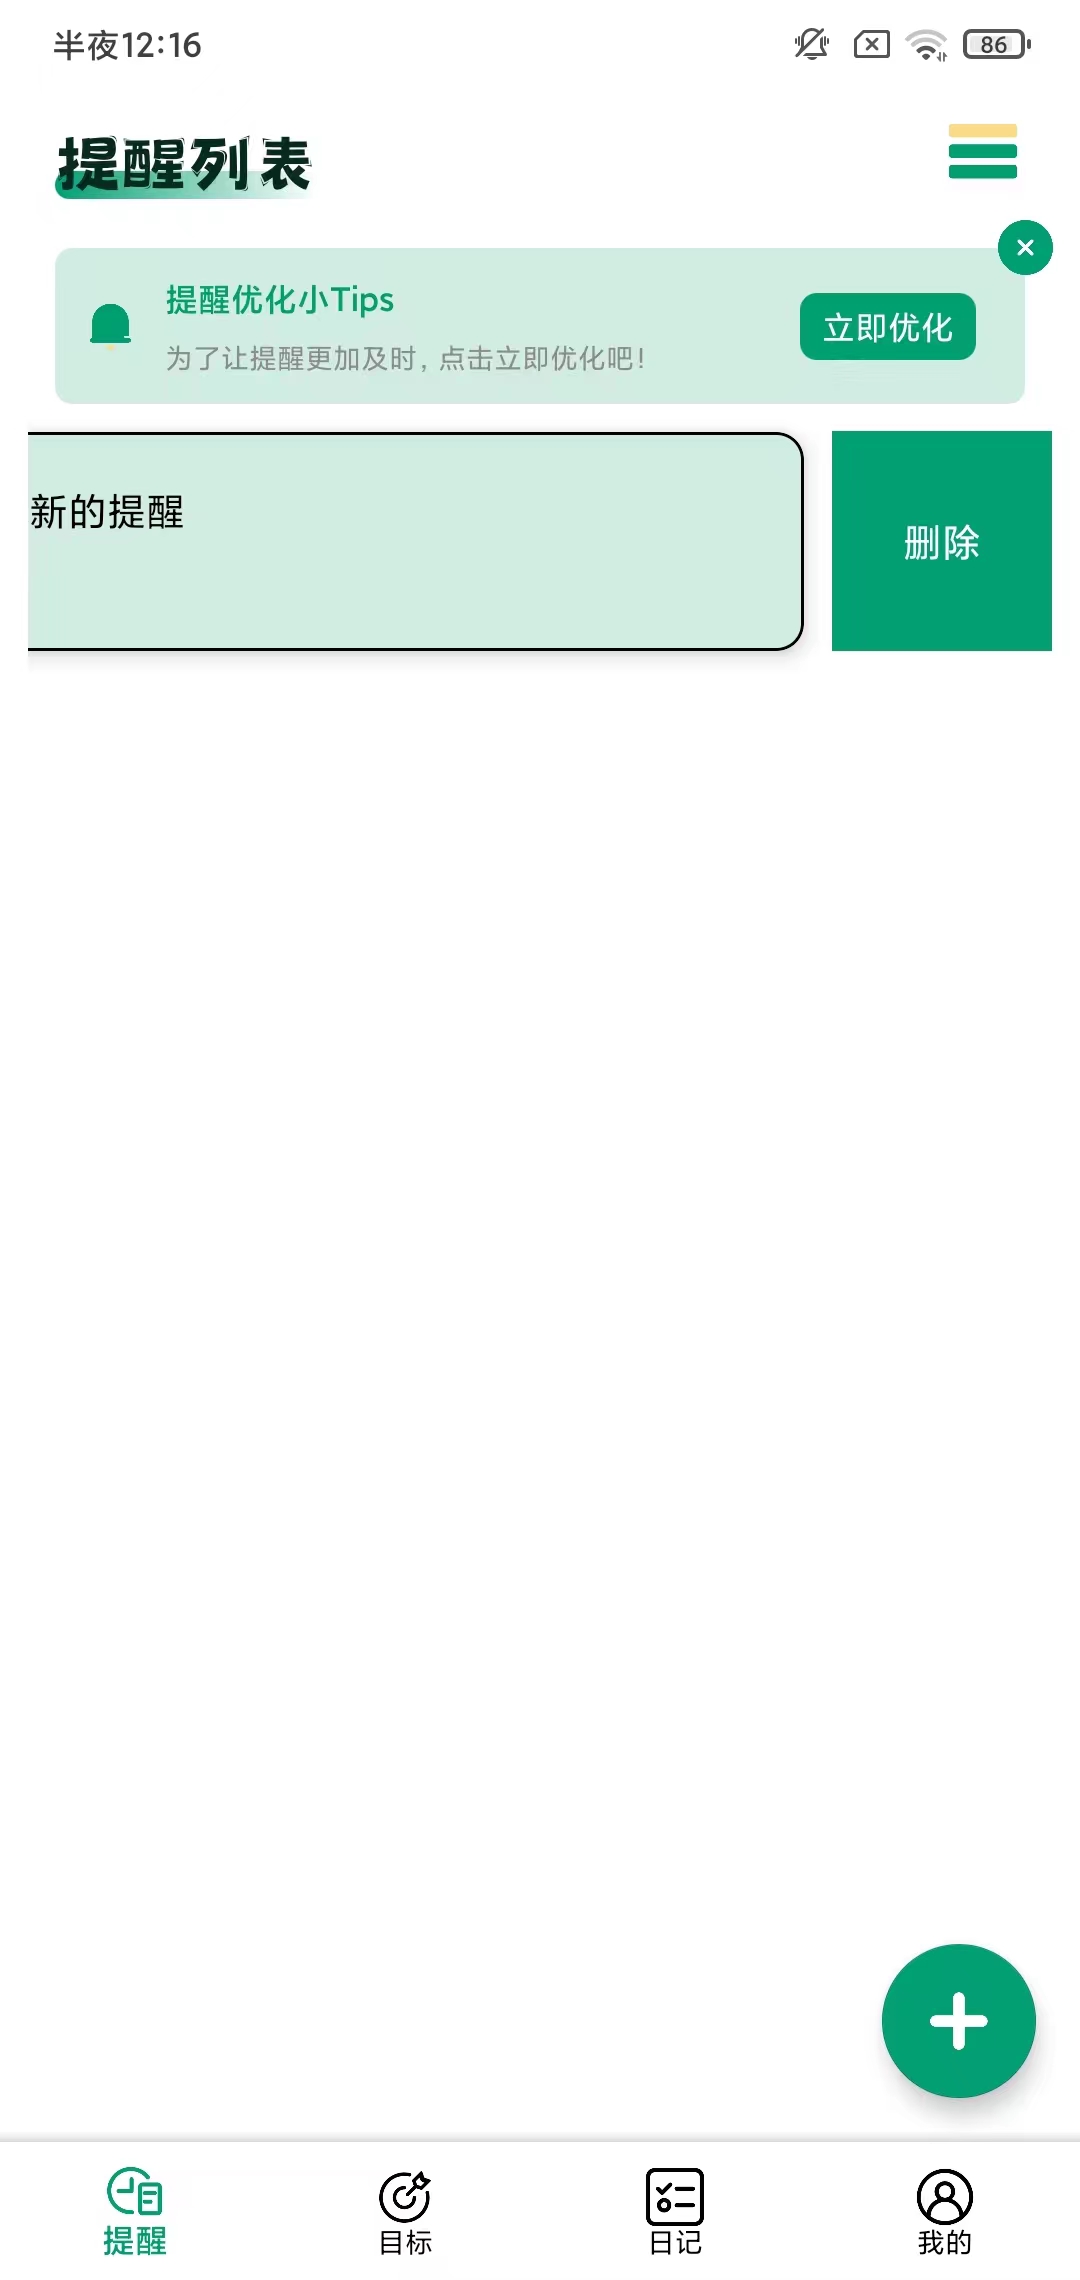 半夜12:16
86
提醒列表
提醒优化小Tips
立即优化
为了让提醒更加及时，点击立即优化吧！
新的提醒
删除
提醒
目标
日记
我的